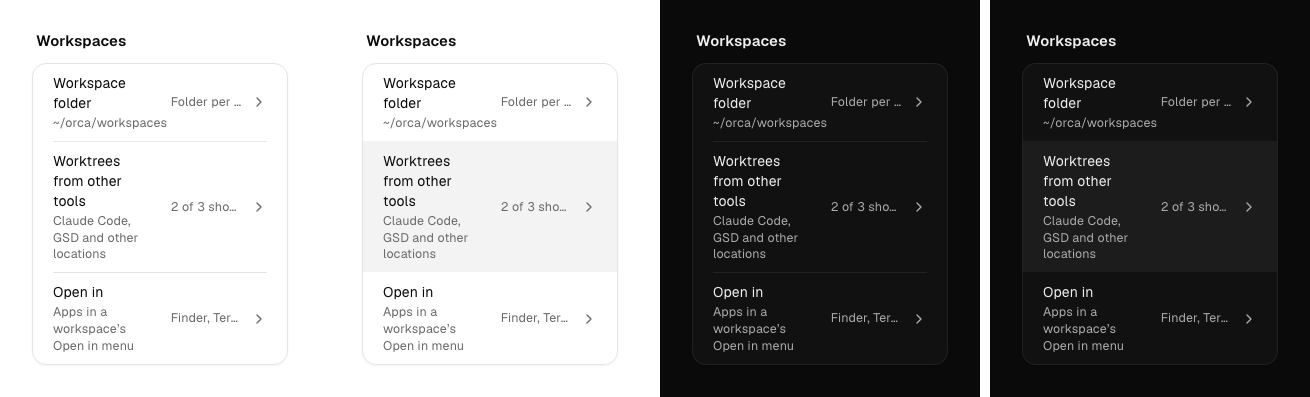 Workspaces
Workspace
folder
Folder per ...
~/orca/workspaces
Worktrees
from other
tools
2 of 3 sho...
Claude Code,
GSD and other
locations
Open in
Apps in a
workspace's
Finder, Ter...
Open in menu
Workspaces
Workspace
folder
Folder per ...
~/orca/workspaces
Worktrees
from other
tools
2 of 3 sho...
Claude Code,
GSD and other
locations
Open in
Apps in a
workspace's
Finder, Ter...
Open in menu
Workspaces
Workspace
folder
Folder per ...
~/orca/workspaces
Worktrees
from other
tools
2 of 3 sho...
Claude Code,
GSD and other
locations
Open in
Apps in a
workspace's
Finder, Ter...
Open in menu
Workspaces
Workspace
folder
Folder per ...
~/orca/workspaces
Worktrees
from other
tools
2 of 3 sho...
Claude Code,
GSD and other
locations
Open in
Apps in a
workspace's
Finder, Ter...
Open in menu